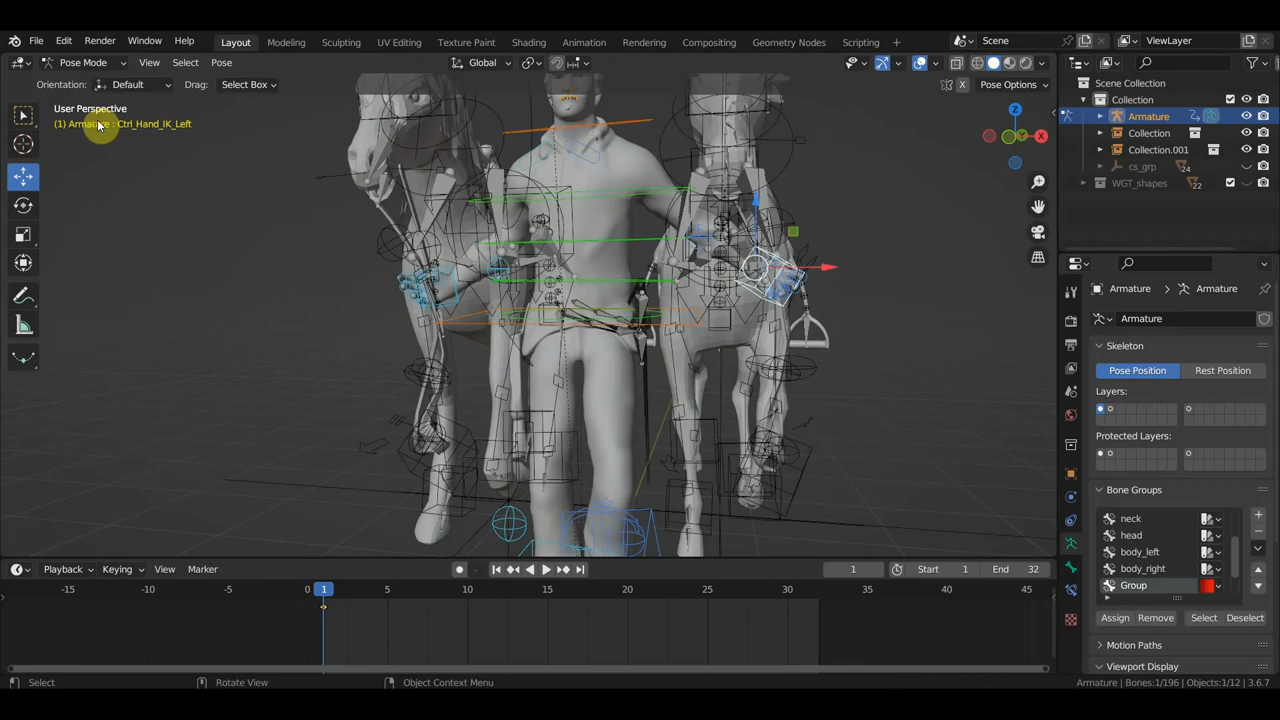 File Edit Render Window Help Layout Modeling Sculpting UV Editing Texture Paint Shading Animation Rendering Compositing Geometry Nodes Scripting + Scene ViewLayer
Pose Mode View Select Pose Global
Orientation: Default Drag: Select Box X Pose Options
User Perspective
(1) Armature : Ctrl_Hand_IK_Left
Z
Y X
Scene Collection
Collection
Armature
Collection
Collection.001
cs_grp 24
WGT_shapes 22
Armature > Armature
Armature
Skeleton
Pose Position Rest Position
Layers:
Protected Layers:
Bone Groups
neck
head
body_left
body_right
Group
Assign Remove Select Deselect
Motion Paths
Viewport Display
Playback Keying View Marker 1 Start 1 End 32
-15 -10 -5 0 1 5 10 15 20 25 30 35 40 45
Select Rotate View Object Context Menu Armature | Bones:1/196 | Objects:1/12 | 3.6.7